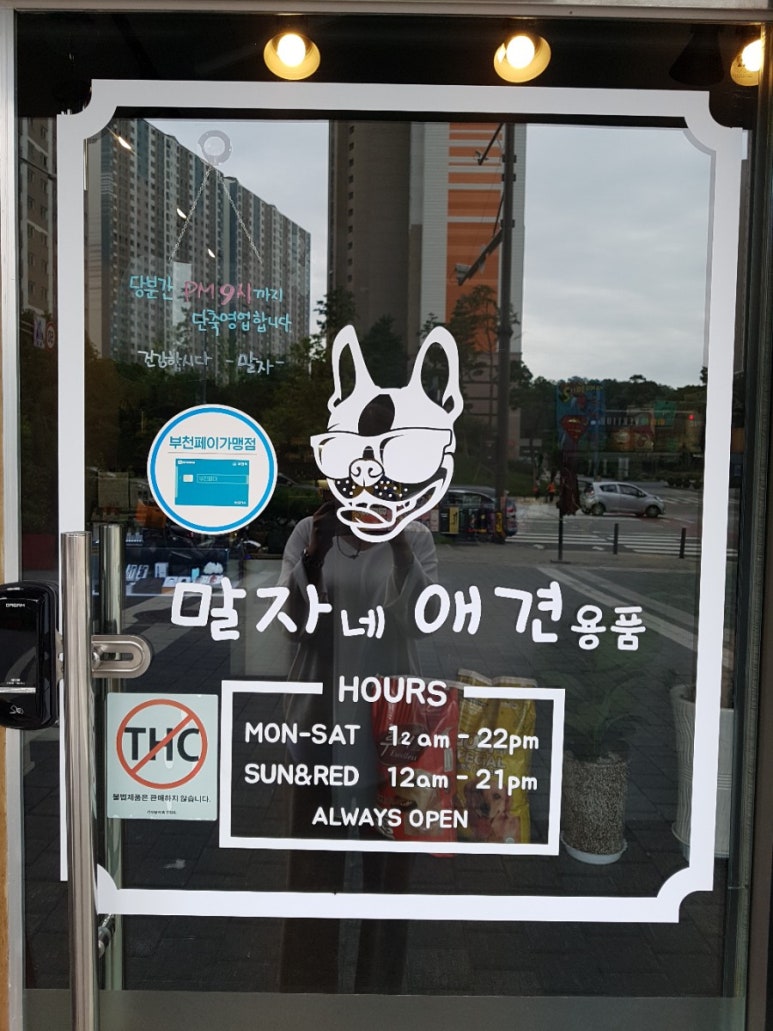 당분간 PM 9시까지
단축영업합니다
건강합시다 -말자-
부천페이가맹점
말자네 애견용품
HOURS
MON-SAT 12 am - 22pm
SUN&RED 12am - 21pm
ALWAYS OPEN
THC
불법제품은 판매하지 않습니다.